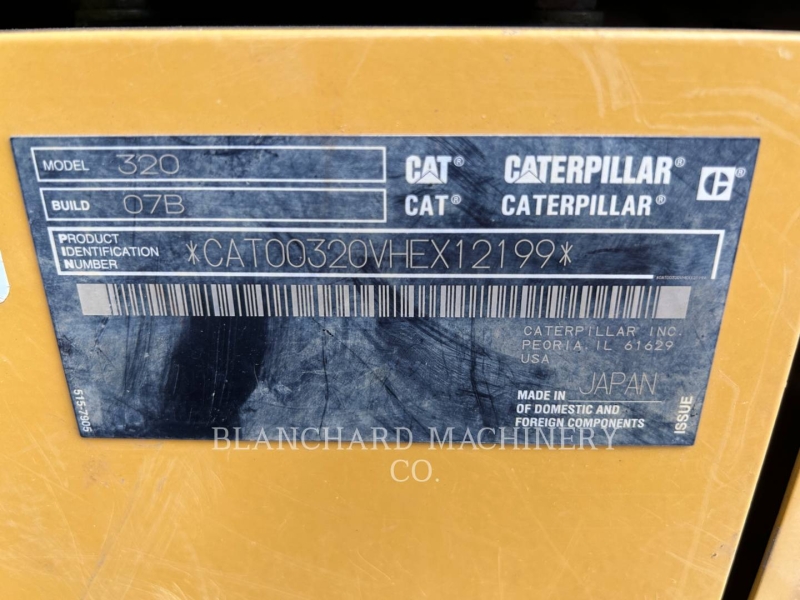 MODEL 320
BUILD 07B
CAT® CATERPILLAR®
CAT® CATERPILLAR®
PRODUCT
IDENTIFICATION
NUMBER
*CAT00320VHEX12199*
CATERPILLAR INC.
PEORIA, IL 61629
USA
MADE IN JAPAN
OF DOMESTIC AND
FOREIGN COMPONENTS
515-7905
ISSUE
BLANCHARD MACHINERY
CO.